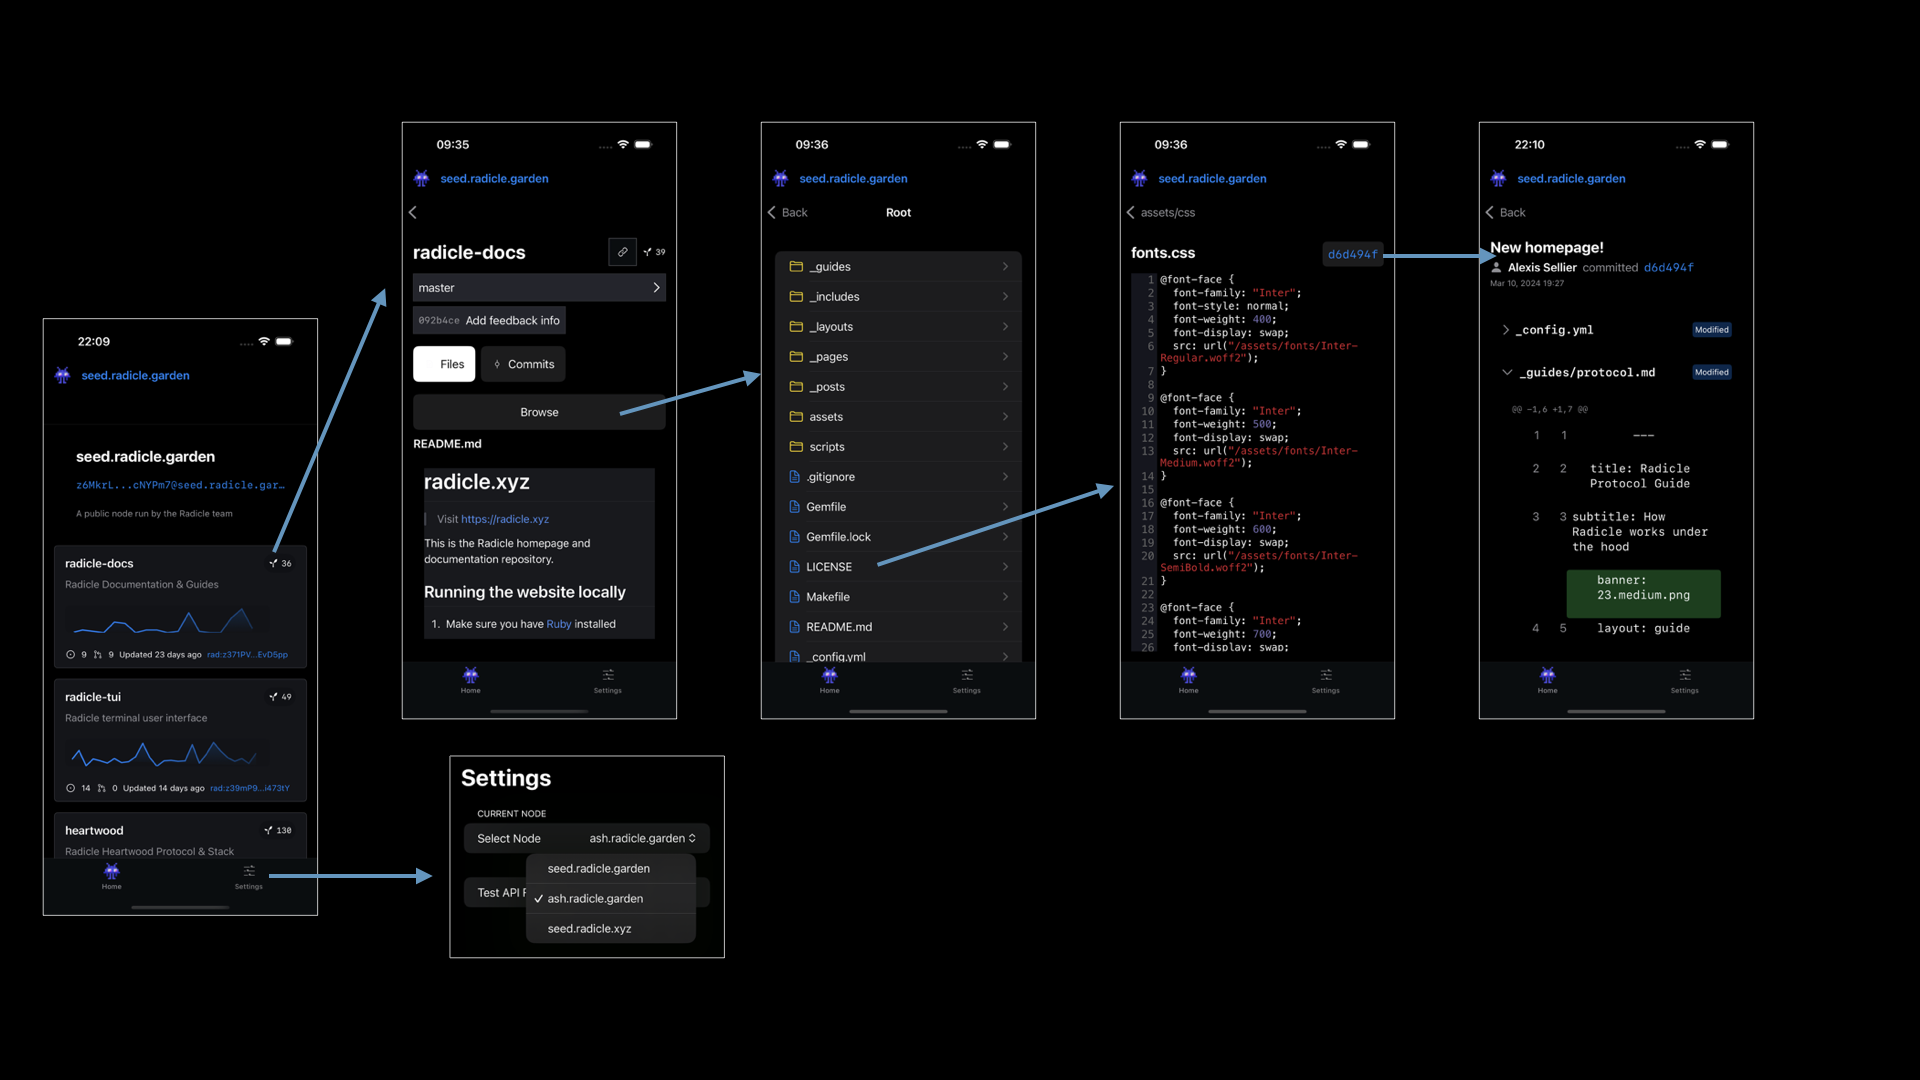 22:09
seed.radicle.garden
seed.radicle.garden
z6MkrL...cNYPm7@seed.radicle.gar...
A public node run by the Radicle team
radicle-docs
36
Radicle Documentation & Guides
9 9 Updated 23 days ago rad:z371PV...EvD5pp
radicle-tui
49
Radicle terminal user interface
14 0 Updated 14 days ago rad:z39mP9...i473tY
heartwood
130
Radicle Heartwood Protocol & Stack
Home
Settings
09:35
seed.radicle.garden
radicle-docs
39
master
092b4ce Add feedback info
Files
Commits
Browse
README.md
radicle.xyz
Visit https://radicle.xyz
This is the Radicle homepage and
documentation repository.
Running the website locally
1. Make sure you have Ruby installed
Home
Settings
Settings
CURRENT NODE
Select Node
ash.radicle.garden
seed.radicle.garden
Test API
ash.radicle.garden
seed.radicle.xyz
09:36
seed.radicle.garden
Back
Root
_guides
_includes
_layouts
_pages
_posts
assets
scripts
.gitignore
Gemfile
Gemfile.lock
LICENSE
Makefile
README.md
_config.yml
Home
Settings
09:36
seed.radicle.garden
assets/css
fonts.css
d6d494f
1 @font-face {
2 font-family: "Inter";
3 font-style: normal;
4 font-weight: 400;
5 font-display: swap;
6 src: url("/assets/fonts/Inter-
Regular.woff2");
7 }
8
9 @font-face {
10 font-family: "Inter";
11 font-weight: 500;
12 font-display: swap;
13 src: url("/assets/fonts/Inter-
Medium.woff2");
14 }
15
16 @font-face {
17 font-family: "Inter";
18 font-weight: 600;
19 font-display: swap;
20 src: url("/assets/fonts/Inter-
SemiBold.woff2");
21 }
22
23 @font-face {
24 font-family: "Inter";
25 font-weight: 700;
26 font-display: swap;
Home
Settings
22:10
seed.radicle.garden
Back
New homepage!
Alexis Sellier committed d6d494f
Mar 10, 2024 19:27
_config.yml
Modified
_guides/protocol.md
Modified
@@ -1,6 +1,7 @@
1 1 ---
2 2 title: Radicle
Protocol Guide
3 3 subtitle: How
Radicle works under
the hood
banner:
23.medium.png
4 5 layout: guide
Home
Settings